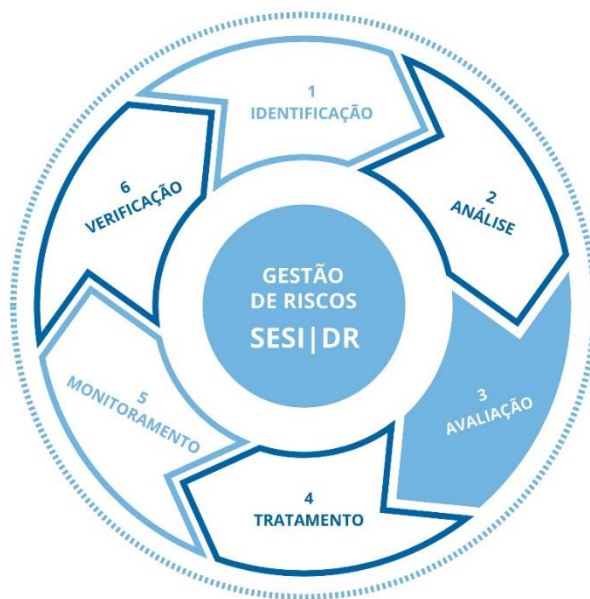 1
IDENTIFICAÇÃO
2
ANÁLISE
3
AVALIAÇÃO
4
TRATAMENTO
5
MONITORAMENTO
6
VERIFICAÇÃO
GESTÃO
DE RISCOS
SESI|DR